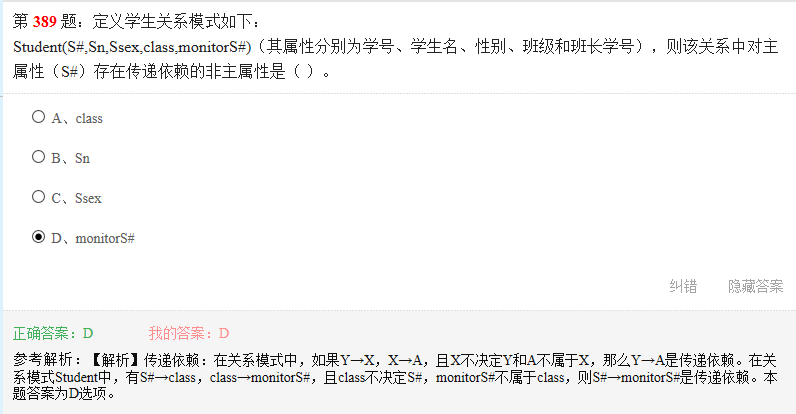 第 389 题：定义学生关系模式如下：
Student(S#,Sn,Ssex,class,monitorS#)（其属性分别为学号、学生名、性别、班级和班长学号），则该关系中对主
属性（S#）存在传递依赖的非主属性是（ ）。
A、class
B、Sn
C、Ssex
D、monitorS#
纠错 隐藏答案
正确答案：D 我的答案：D
参考解析：【解析】传递依赖：在关系模式中，如果Y→X，X→A，且X不决定Y和A不属于X，那么Y→A是传递依赖。在关
系模式Student中，有S#→class，class→monitorS#，且class不决定S#，monitorS#不属于class，则S#→monitorS#是传递依赖。本
题答案为D选项。